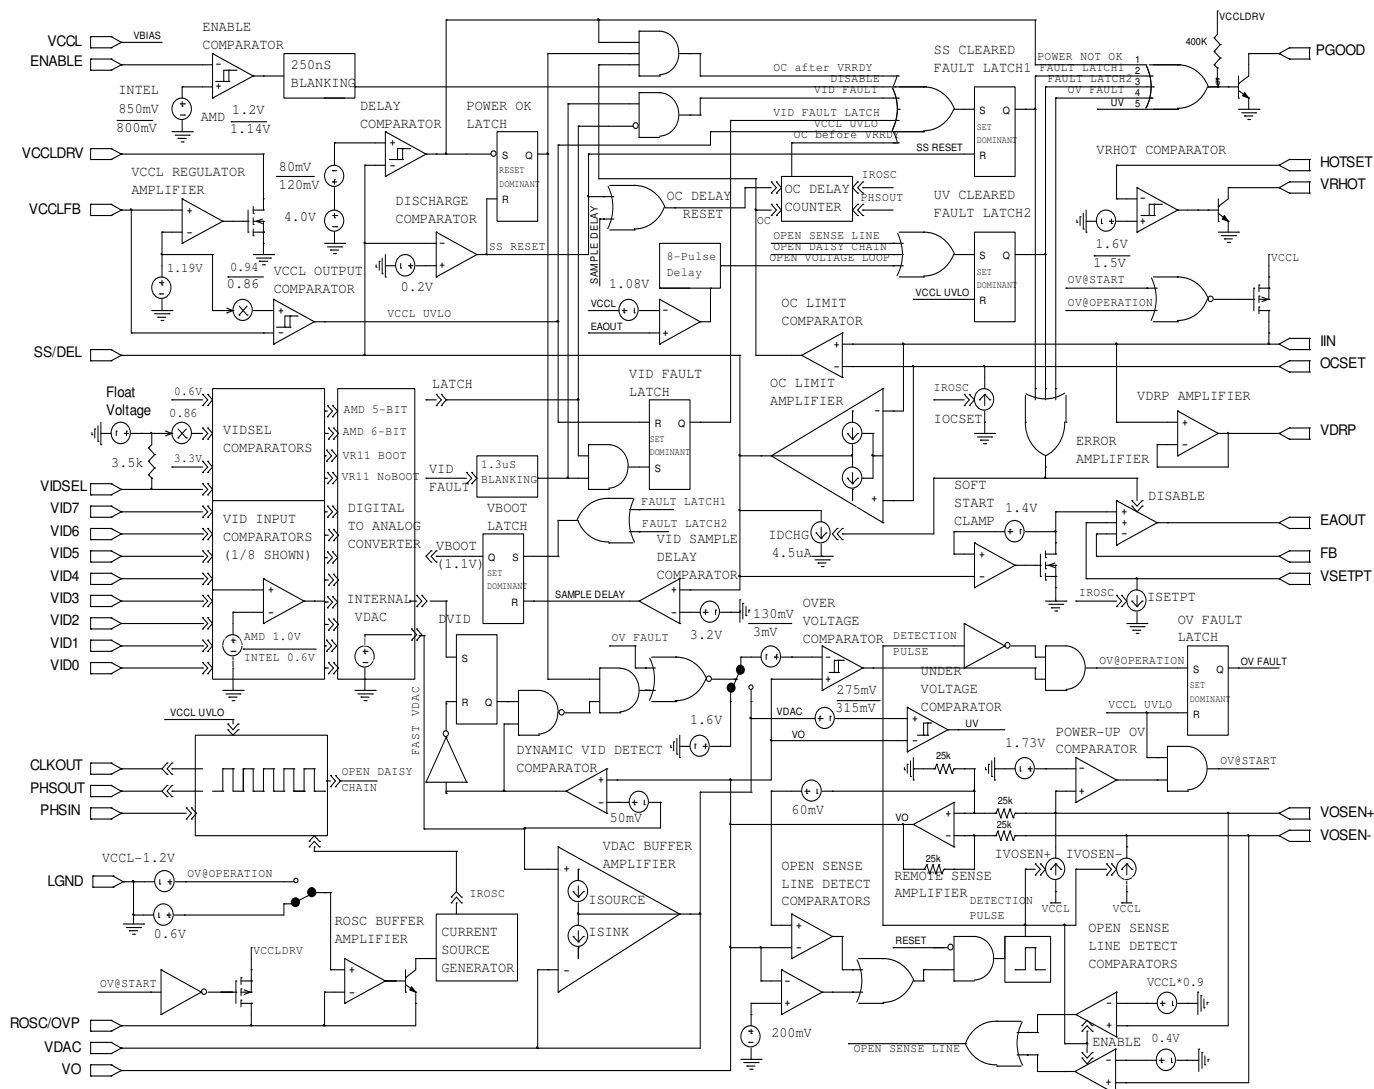 VCCL
VBIAS
ENABLE
ENABLE
COMPARATOR
250nS
BLANKING
INTEL
850mV
800mV
AMD
1.2V
1.14V
DELAY
COMPARATOR
POWER OK
LATCH
S
Q
RESET
DOMINANT
R
80mV
120mV
4.0V
DISCHARGE
COMPARATOR
0.2V
SS RESET
OC after VRRDY
DISABLE
VID FAULT
VID FAULT LATCH
VCCL UVLO
OC before VRRDY
SS RESET
SS CLEARED
FAULT LATCH1
S
Q
SET
DOMINANT
R
VCCLDRV
400K
POWER NOT OK
FAULT LATCH1
FAULT LATCH2
OV FAULT
UV
1
2
3
4
5
6
PGOOD
VCCLDRV
VCCL REGULATOR
AMPLIFIER
VCCLFB
1.19V
0.94
0.86
VCCL OUTPUT
COMPARATOR
VCCL UVLO
SAMPLE DELAY
OC DELAY
RESET
OC DELAY
COUNTER
IROSC
PHSOUT
OC
UV CLEARED
FAULT LATCH2
OPEN SENSE LINE
OPEN DAISY CHAIN
OPEN VOLTAGE LOOP
VCCL UVLO
S
Q
SET
DOMINANT
R
8-Pulse
Delay
1.08V
VCCL
EAOUT
VRHOT COMPARATOR
1.6V
1.5V
HOTSET
VRHOT
OV@START
OV@OPERATION
VCCL
OC LIMIT
COMPARATOR
IIN
OCSET
SS/DEL
Float
Voltage
0.6V
0.86
3.3V
3.5k
VIDSEL
COMPARATORS
AMD 5-BIT
AMD 6-BIT
VR11 BOOT
VR11 NoBOOT
LATCH
VID
FAULT
1.3uS
BLANKING
VID FAULT
LATCH
R
Q
SET
DOMINANT
S
OC LIMIT
AMPLIFIER
IROSC
IOCSET
VDRP AMPLIFIER
VDRP
ERROR
AMPLIFIER
DISABLE
SOFT
START
CLAMP
1.4V
EAOUT
FB
VSETPT
IROSC
ISETPT
VIDSEL
VID7
VID6
VID5
VID4
VID3
VID2
VID1
VID0
VID INPUT
COMPARATORS
(1/8 SHOWN)
AMD 1.0V
INTEL 0.6V
DIGITAL
TO ANALOG
CONVERTER
INTERNAL
VDAC
VBOOT
(1.1V)
VBOOT
LATCH
Q
S
SET
DOMINANT
R
FAULT LATCH1
FAULT LATCH2
VID SAMPLE
DELAY
COMPARATOR
SAMPLE DELAY
3.2V
IDCHG
4.5uA
DVID
S
R
Q
FAST VDAC
OV FAULT
130mV
3mV
1.6V
OVER
VOLTAGE
COMPARATOR
275mV
315mV
DETECTION
PULSE
UNDER
VOLTAGE
COMPARATOR
VDAC
VO
UV
OV@OPERATION
OV FAULT
LATCH
S
Q
SET
DOMINANT
R
OV FAULT
VCCL UVLO
POWER-UP OV
COMPARATOR
1.73V
OV@START
VCCL UVLO
CLKOUT
PHSOUT
PHSIN
OPEN DAISY
CHAIN
DYNAMIC VID DETECT
COMPARATOR
50mV
60mV
VO
25k
25k
25k
25k
REMOTE SENSE
AMPLIFIER
VOSEN+
VOSEN-
IVOSEN+
IVOSEN-
VCCL
VCCL
DETECTION
PULSE
LGND
VCCL-1.2V
OV@OPERATION
0.6V
ROSC BUFFER
AMPLIFIER
IROSC
CURRENT
SOURCE
GENERATOR
VCCLDRV
OV@START
VDAC BUFFER
AMPLIFIER
ISOURCE
ISINK
OPEN SENSE
LINE DETECT
COMPARATORS
200mV
RESET
OPEN SENSE
LINE DETECT
COMPARATORS
VCCL*0.9
ENABLE
0.4V
OPEN SENSE LINE
ROSC/OVP
VDAC
VO